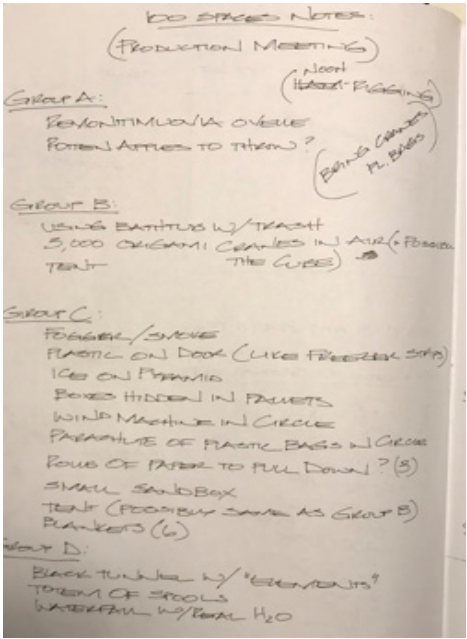 100 SPACES NOTES:
(PRODUCTION MEETING)
NOON
(RIGGING)
GROUP A:
OVELLE
ROTTEN APPLES TO THROW?
(BRING CRANES
PL. BAGS)
GROUP B:
USING BATHTUB W/TRASH
3,000 ORIGAMI CRANES IN AIR (+ POSSIBLY
TENT THE CUBE)
GROUP C:
FOGGER/SMOKE
PLASTIC ON DOOR (LIKE FREEZER STRIPS)
ICE ON PYRAMID
BOXES HIDDEN IN PALLETS
WIND MACHINE IN CIRCLE
PARACHUTE OF PLASTIC BAGS IN CIRCLE
ROLLS OF PAPER TO PULL DOWN? (3)
SMALL SANDBOX
TENT (POSSIBLY SAME AS GROUP B)
BLANKETS (6)
GROUP D:
BLACK TUNNEL W/ "ELEMENTS"
TOTEM OF SPOOLS
WATERFALL W/REAL H2O